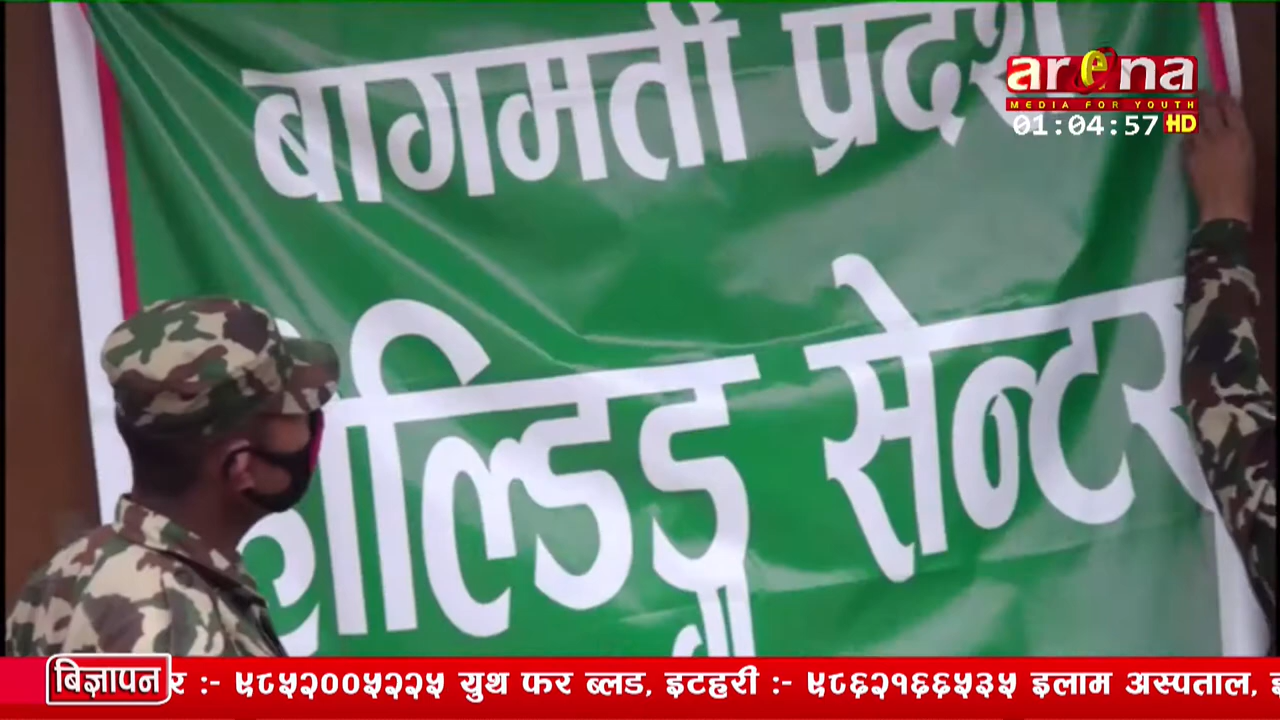 बागमती प्रदेश
होल्डिङ्ग सेन्टर
arena
MEDIA FOR YOUTH
01:04:57 HD
बिज्ञापन र :- ९८५२००५२२५ युथ फर ब्लड, इटहरी :- ९८६२१६६५३५ इलाम अस्पताल,